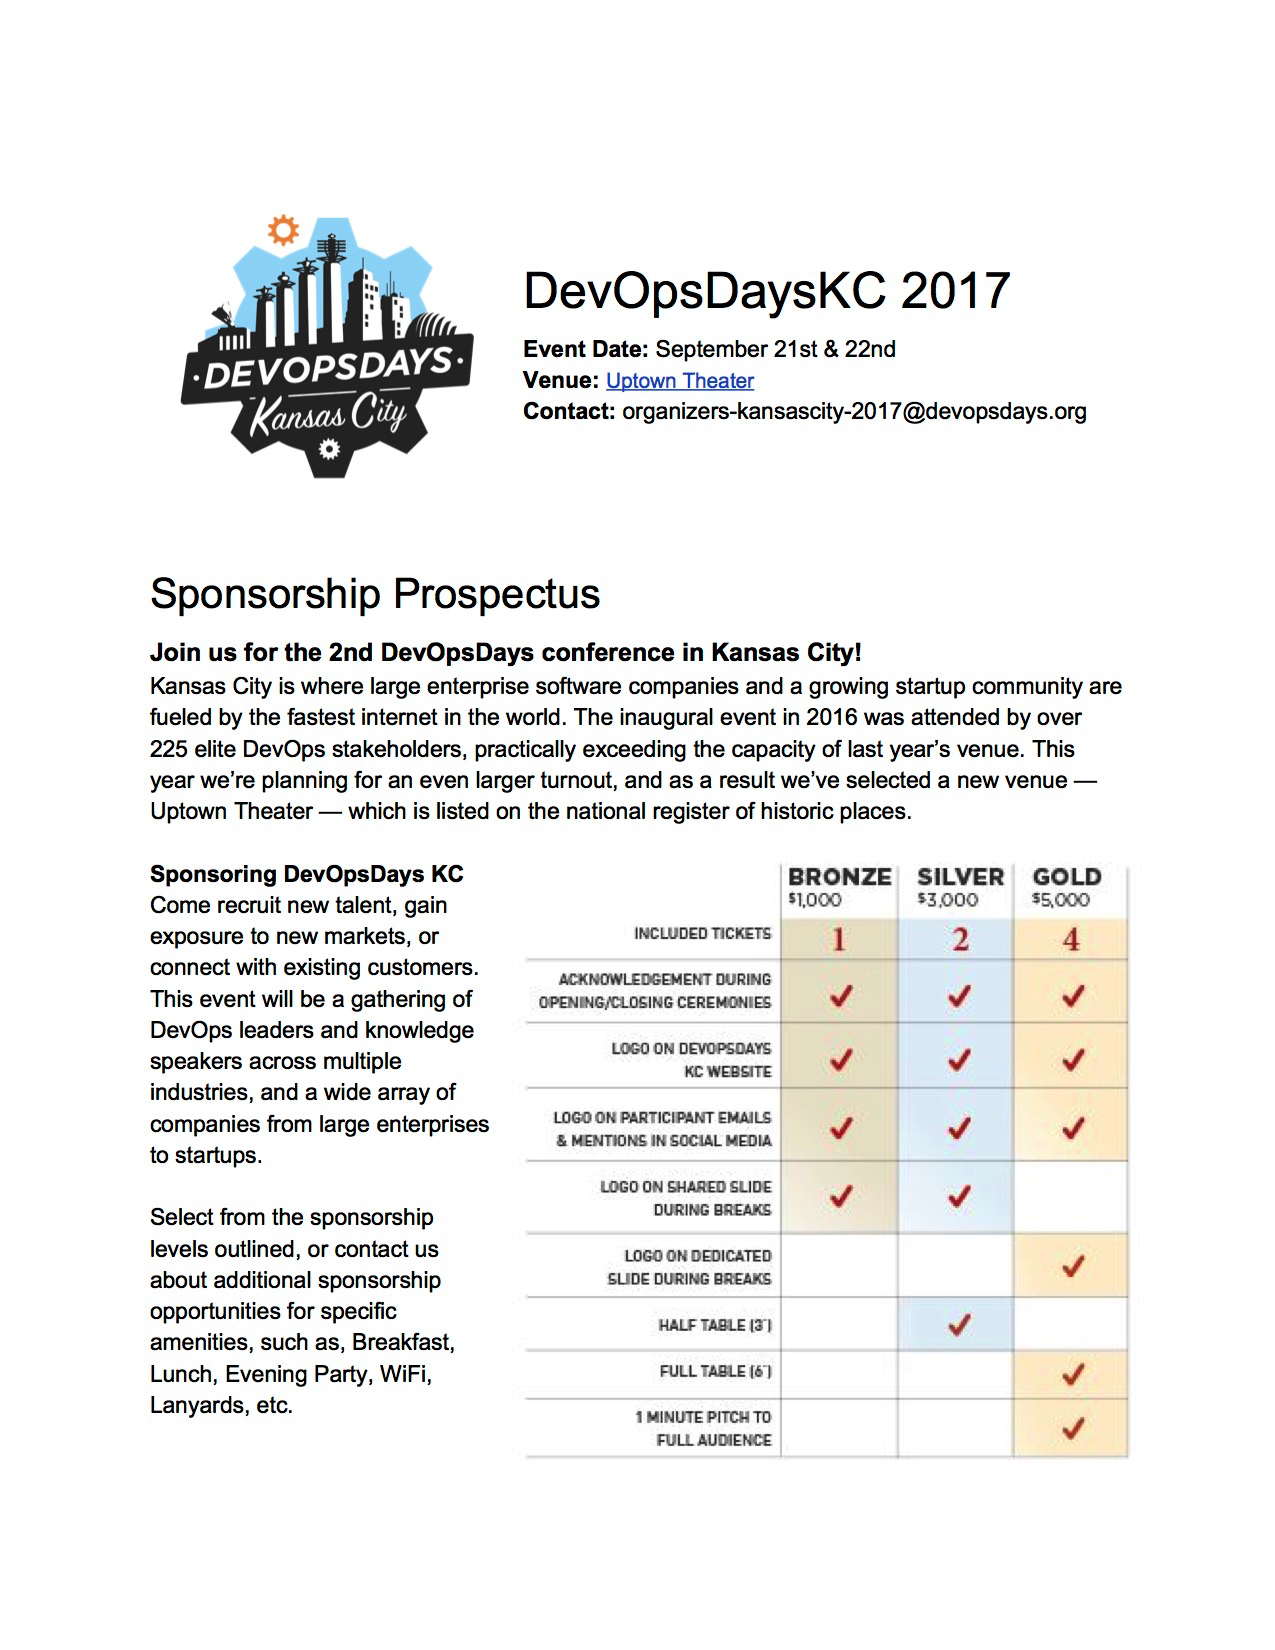 DEVOPSDAYS
Kansas City
DevOpsDaysKC 2017
Event Date: September 21st & 22nd
Venue: Uptown Theater
Contact: organizers-kansascity-2017@devopsdays.org
Sponsorship Prospectus
Join us for the 2nd DevOpsDays conference in Kansas City!
Kansas City is where large enterprise software companies and a growing startup community are
fueled by the fastest internet in the world. The inaugural event in 2016 was attended by over
225 elite DevOps stakeholders, practically exceeding the capacity of last year’s venue. This
year we’re planning for an even larger turnout, and as a result we’ve selected a new venue —
Uptown Theater — which is listed on the national register of historic places.
Sponsoring DevOpsDays KC
Come recruit new talent, gain
exposure to new markets, or
connect with existing customers.
This event will be a gathering of
DevOps leaders and knowledge
speakers across multiple
industries, and a wide array of
companies from large enterprises
to startups.
Select from the sponsorship
levels outlined, or contact us
about additional sponsorship
opportunities for specific
amenities, such as, Breakfast,
Lunch, Evening Party, WiFi,
Lanyards, etc.
BRONZE SILVER GOLD
$1,000 $3,000 $5,000
INCLUDED TICKETS 1 2 4
ACKNOWLEDGEMENT DURING
OPENING/CLOSING CEREMONIES
LOGO ON DEVOPSDAYS
KC WEBSITE
LOGO ON PARTICIPANT EMAILS
& MENTIONS IN SOCIAL MEDIA
LOGO ON SHARED SLIDE
DURING BREAKS
LOGO ON DEDICATED
SLIDE DURING BREAKS
HALF TABLE (3')
FULL TABLE (6')
1 MINUTE PITCH TO
FULL AUDIENCE